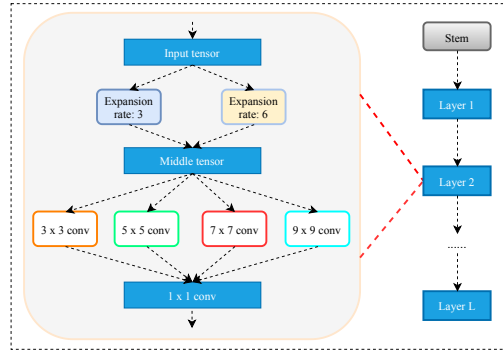 Input tensor
Expansion
rate: 3
Expansion
rate: 6
Middle tensor
3 x 3 conv
5 x 5 conv
7 x 7 conv
9 x 9 conv
1 x 1 conv
Stem
Layer 1
Layer 2
......
Layer L